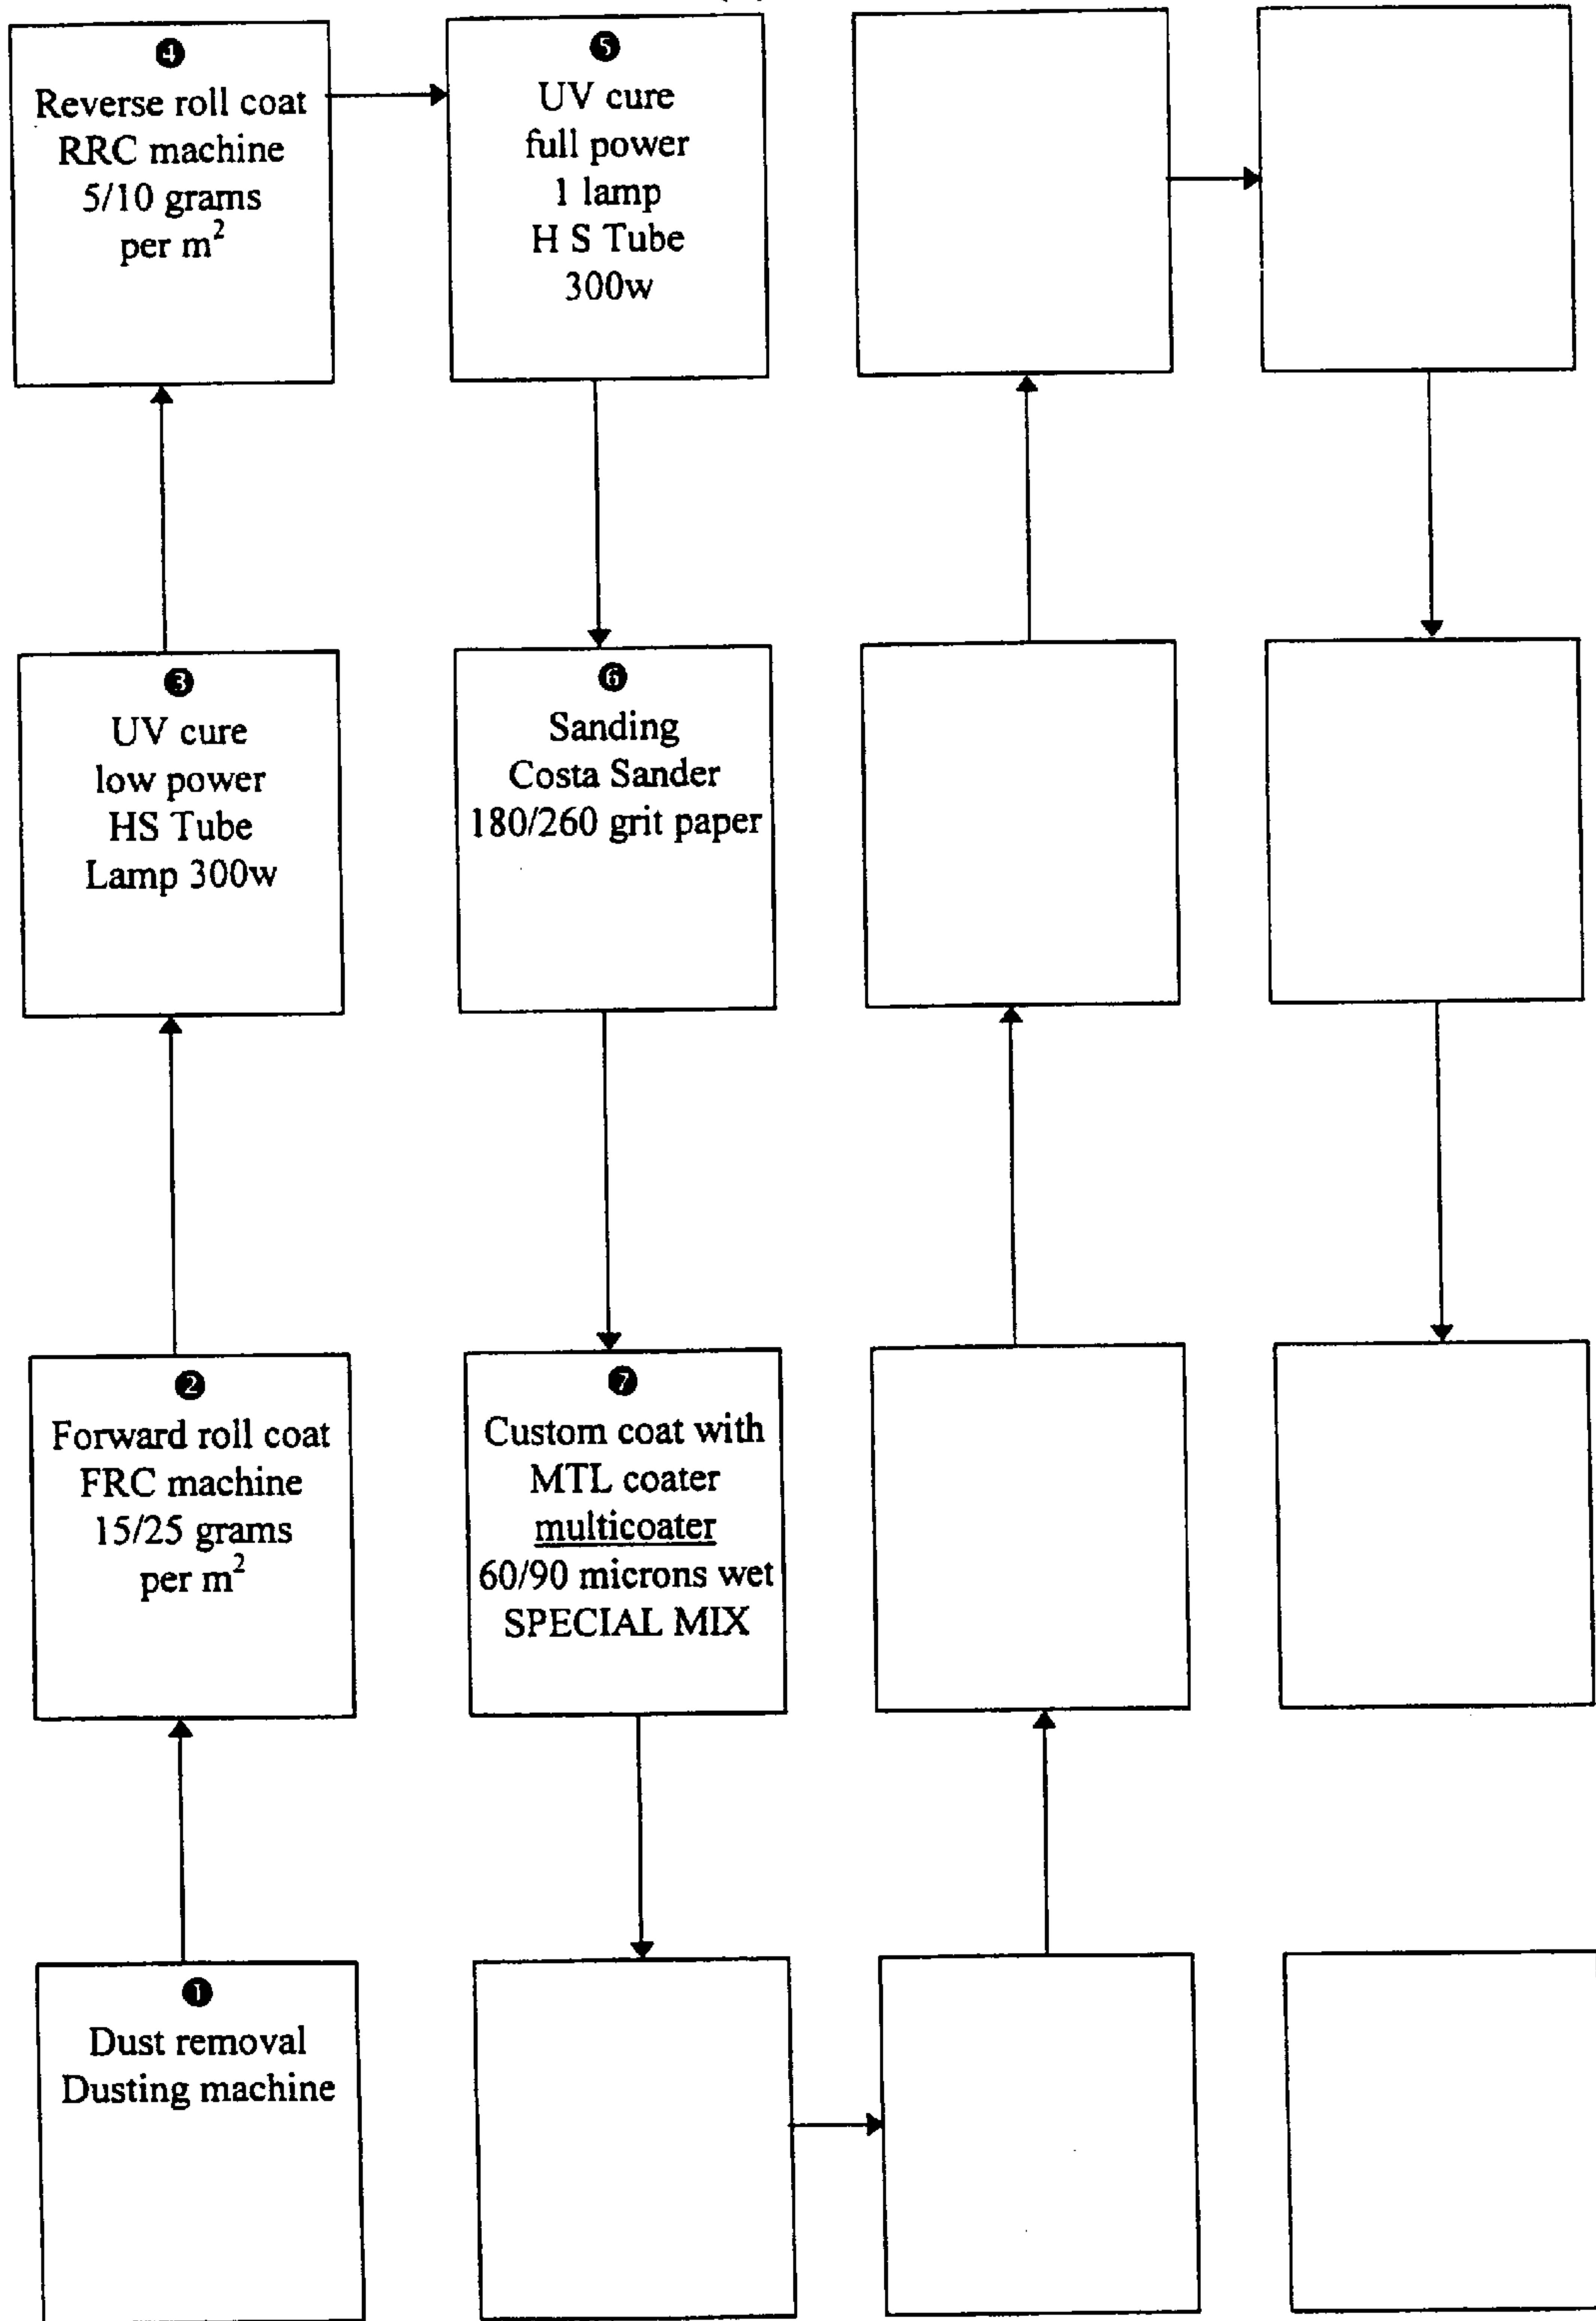 ❹
Reverse roll coat
RRC machine
5/10 grams
per m²
❺
UV cure
full power
1 lamp
H S Tube
300w
❸
UV cure
low power
HS Tube
Lamp 300w
❻
Sanding
Costa Sander
180/260 grit paper
❷
Forward roll coat
FRC machine
15/25 grams
per m²
❼
Custom coat with
MTL coater
multicoater
60/90 microns wet
SPECIAL MIX
❶
Dust removal
Dusting machine